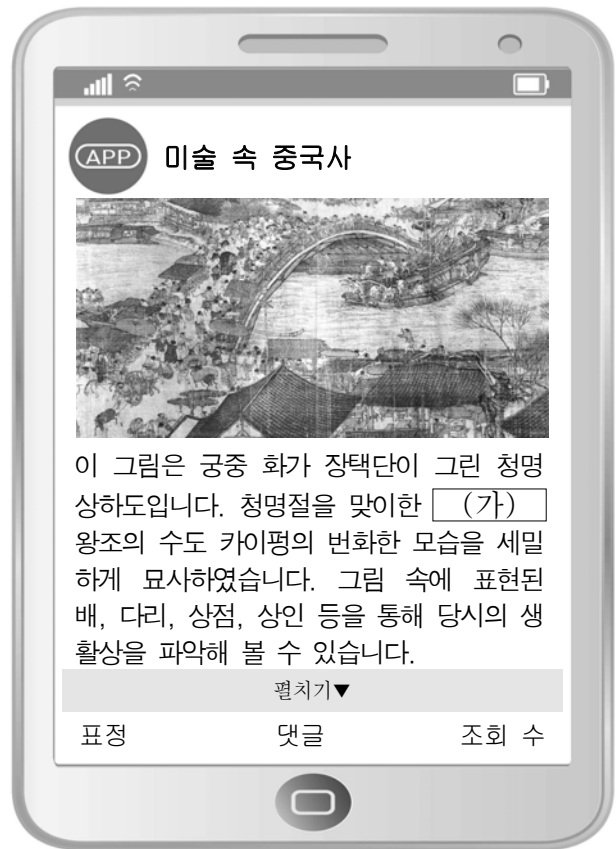 APP 미술 속 중국사
이 그림은 궁중 화가 장택단이 그린 청명
상하도입니다. 청명절을 맞이한 (가)
왕조의 수도 카이펑의 번화한 모습을 세밀
하게 묘사하였습니다. 그림 속에 표현된
배, 다리, 상점, 상인 등을 통해 당시의 생
활상을 파악해 볼 수 있습니다.
펼치기▼
표정 댓글 조회 수